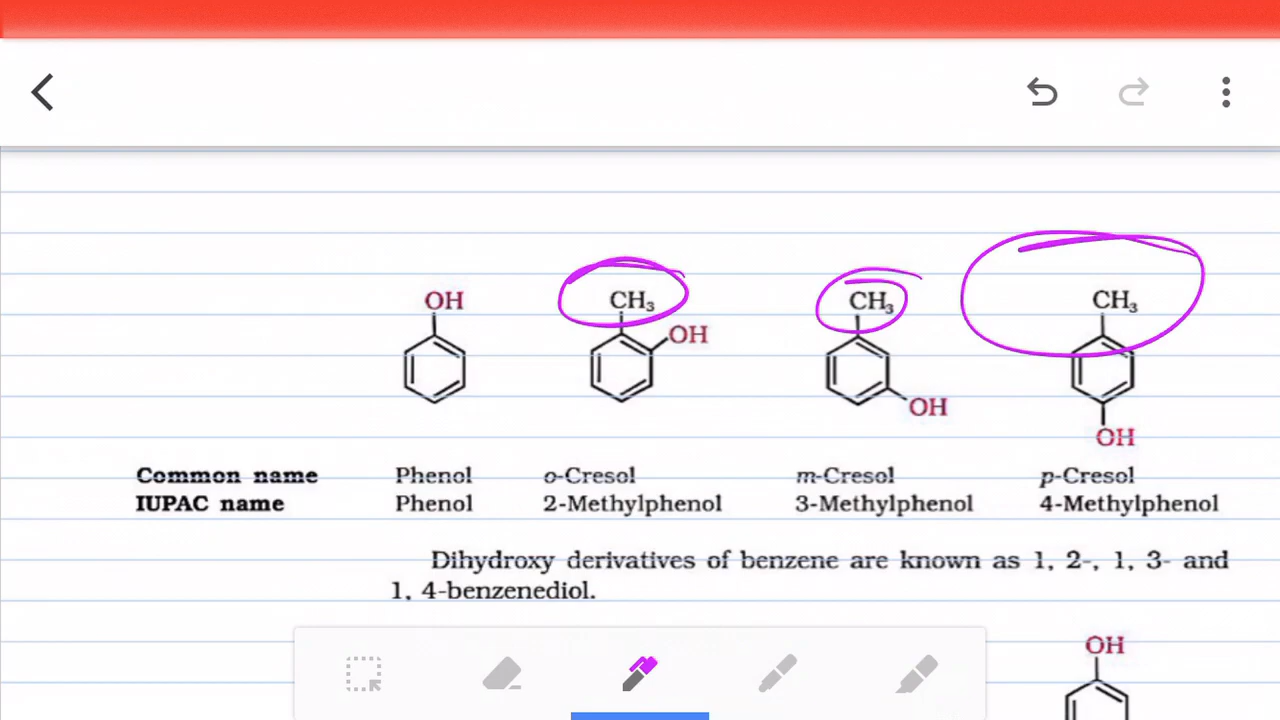 OH
CH₃
OH
CH₃
OH
CH₃
OH
Common name Phenol o-Cresol m-Cresol p-Cresol
IUPAC name Phenol 2-Methylphenol 3-Methylphenol 4-Methylphenol
Dihydroxy derivatives of benzene are known as 1, 2-, 1, 3- and
1, 4-benzenediol.
OH